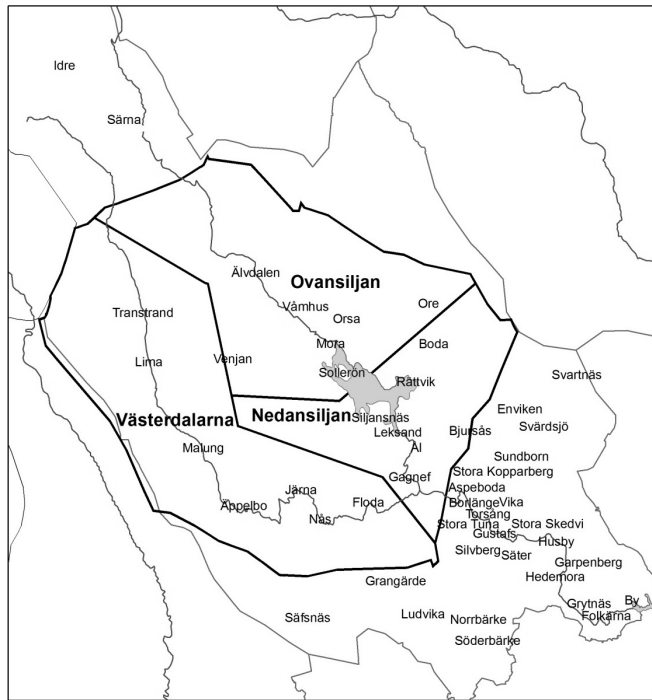 Idre
Särna
Älvdalen
Ovansiljan
Våmhus
Ore
Transtrand
Orsa
Mora
Boda
Lima
Venjan
Sollerön
Svartnäs
Rättvik
Enviken
Västerdalarna
Nedansiljan
Siljansnäs
Svärdsjö
Leksand
Bjursås
Malung
Ål
Sundborn
Stora Kopparberg
Gagnef
Aspeboda
Järna
Floda
Borlänge
Vika
Äppelbo
Torsång
Nås
Stora Tuna
Stora Skedvi
Gustafs
Husby
Silvberg
Säter
Garpenberg
Grangärde
Hedemora
Säfsnäs
Ludvika
Norrbärke
Grytnäs
By
Folkärna
Söderbärke